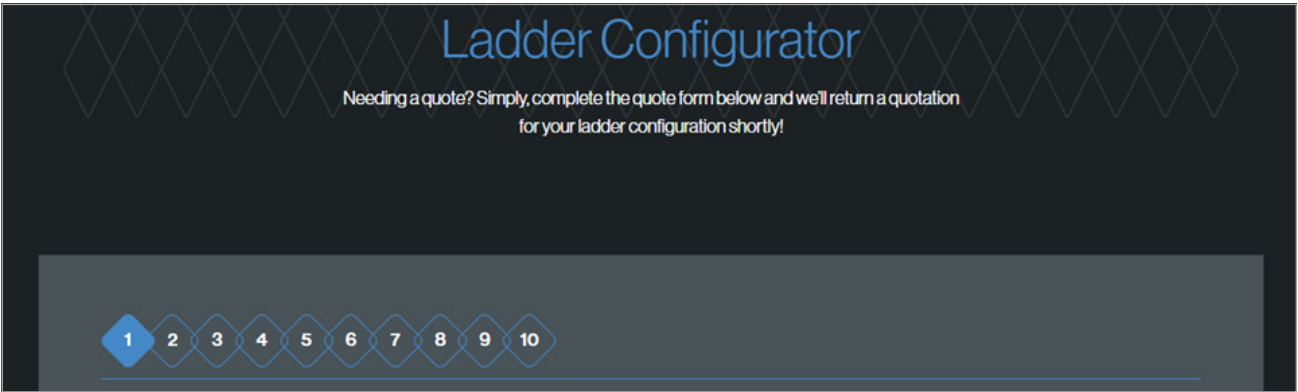 Ladder Configurator
Needing a quote? Simply, complete the quote form below and we'll return a quotation
for your ladder configuration shortly!
1 2 3 4 5 6 7 8 9 10